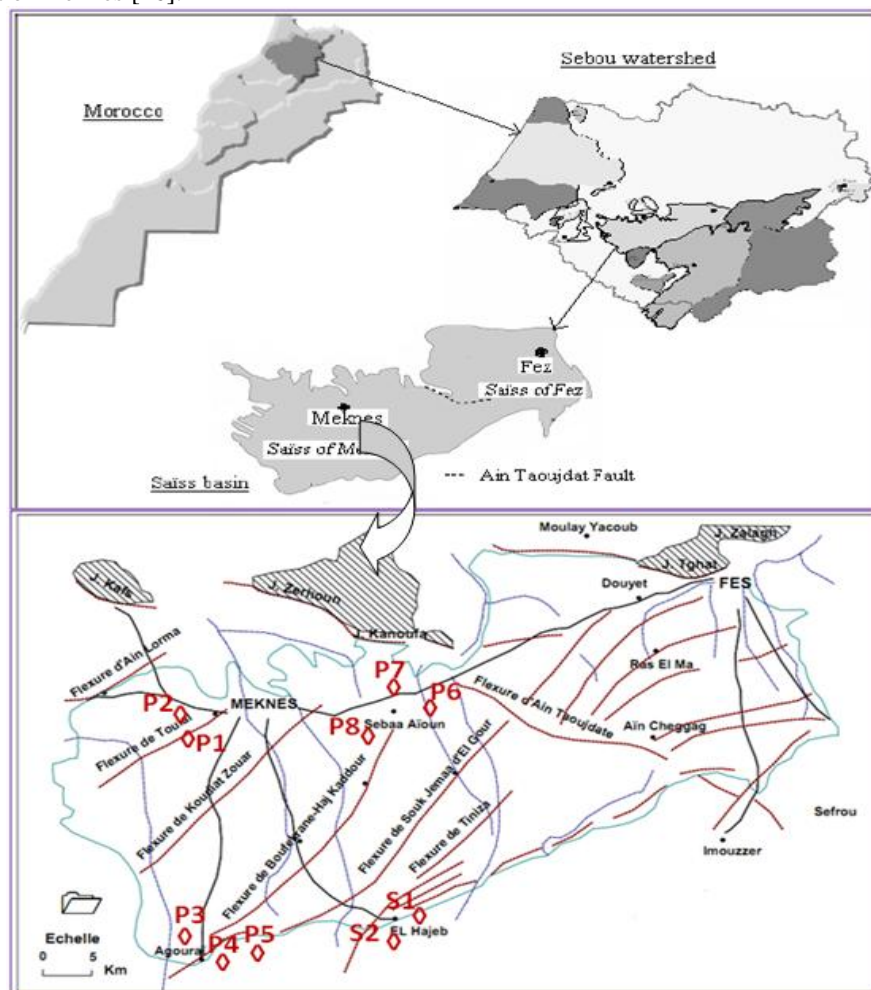 Sebou watershed
Morocco
Fez
Saïss of Fez
Meknes
Saïss of
Saïss basin
--- Ain Taoujdat Fault
Moulay Yacoub
J. Zalagh
J. Tghat
J. Kafs
J. Zerhoun
Douyet
FES
J. Kanoufa
Flexure d'Ain Lorma
Ras El Ma
P7
P6
P2
MEKNES
Sebaa Aïoun
Flexure d'Ain Taoujdate
P8
P1
Flexure de Toulal
Aïn Cheggag
Flexure de Koudiat Zouar
Flexure de Boufekrane-Haj Kaddour
Flexure de Souk Jemaa d'El Gour
Flexure de Tiniza
Sefrou
Imouzzer
S1
P3
S2
EL Hajeb
Agourai
P4
P5
Echelle
0 5
Km